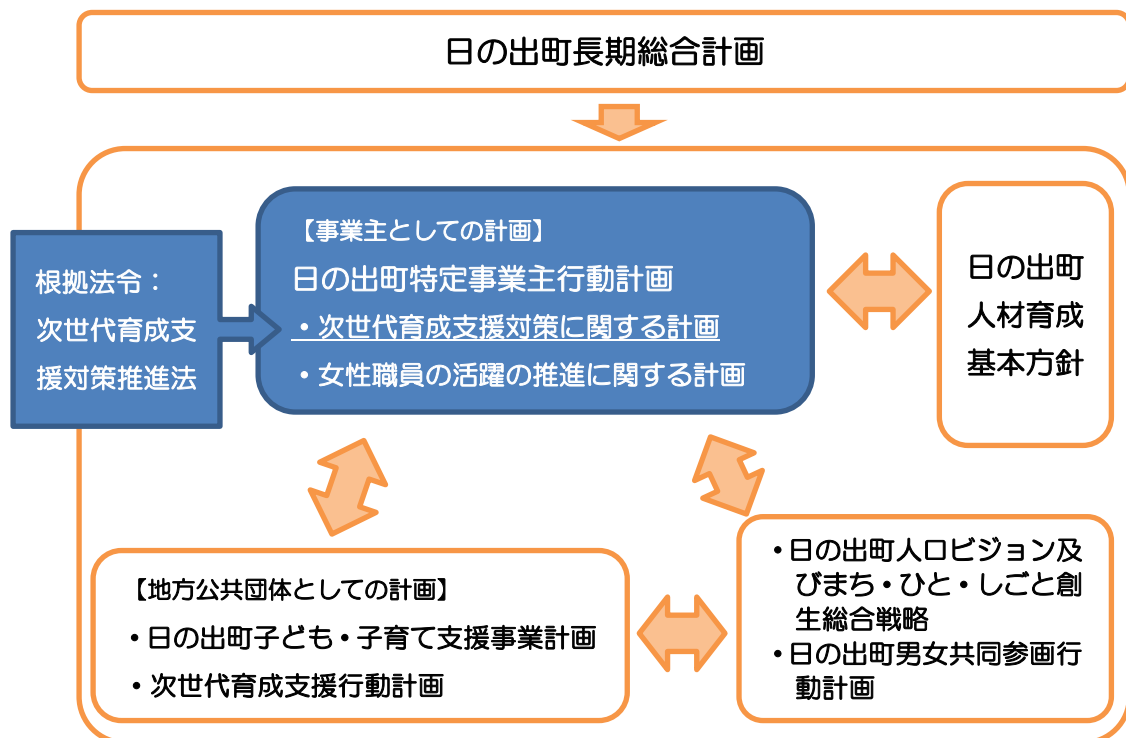 日の出町長期総合計画
根拠法令：
次世代育成支
援対策推進法
【事業主としての計画】
日の出町特定事業主行動計画
・次世代育成支援対策に関する計画
・女性職員の活躍の推進に関する計画
日の出町
人材育成
基本方針
【地方公共団体としての計画】
・日の出町子ども・子育て支援事業計画
・次世代育成支援行動計画
・日の出町人口ビジョン及
びまち・ひと・しごと創
生総合戦略
・日の出町男女共同参画行
動計画